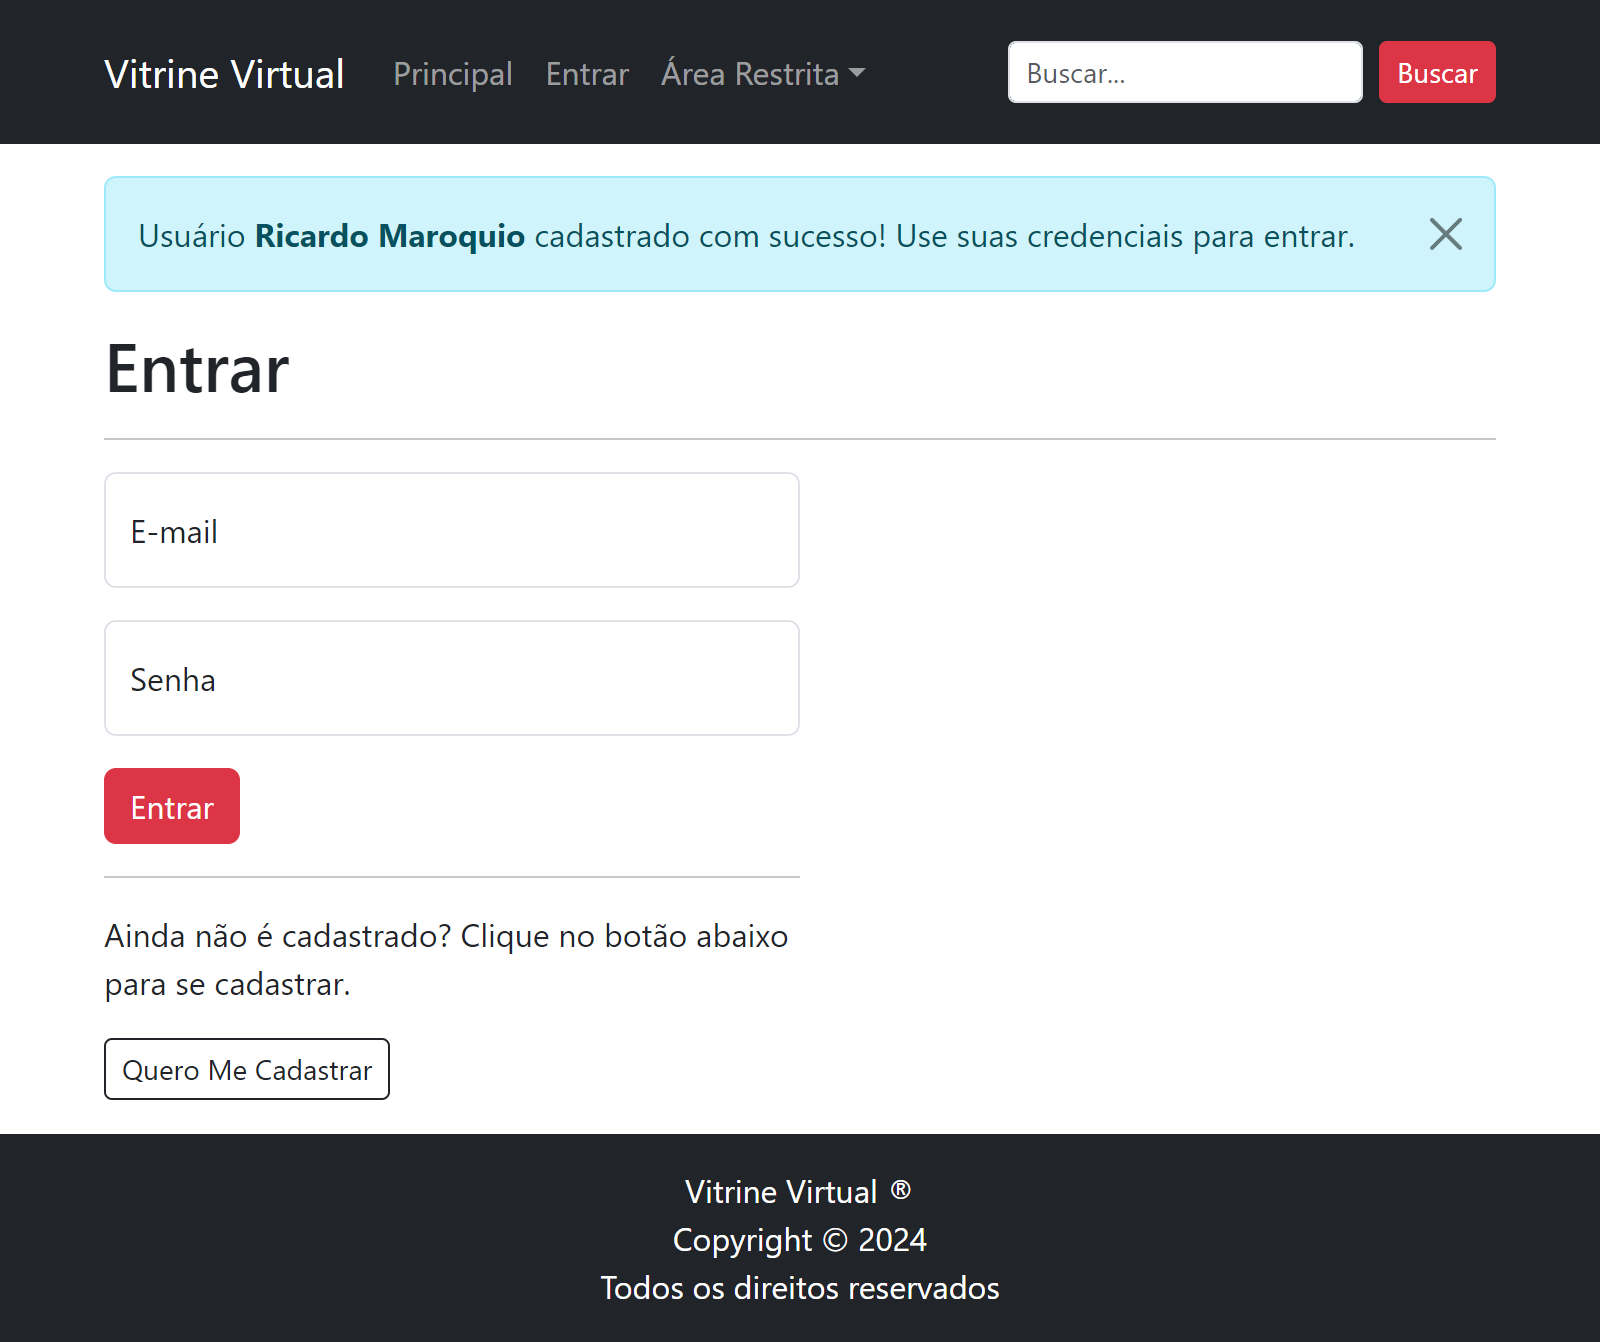 Vitrine Virtual Principal Entrar Área Restrita Buscar... Buscar
Usuário Ricardo Maroquio cadastrado com sucesso! Use suas credenciais para entrar.
Entrar
E-mail
Senha
Entrar
Ainda não é cadastrado? Clique no botão abaixo
para se cadastrar.
Quero Me Cadastrar
Vitrine Virtual ®
Copyright © 2024
Todos os direitos reservados